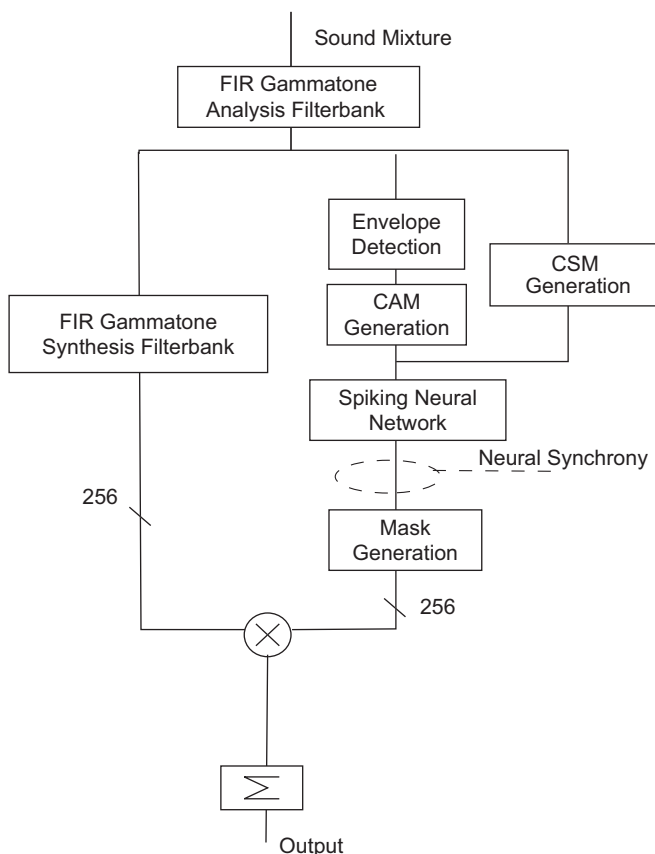 Sound Mixture
FIR Gammatone
Analysis Filterbank
Envelope
Detection
CSM
Generation
CAM
Generation
FIR Gammatone
Synthesis Filterbank
Spiking Neural
Network
Neural Synchrony
256
Mask
Generation
256
Σ
Output